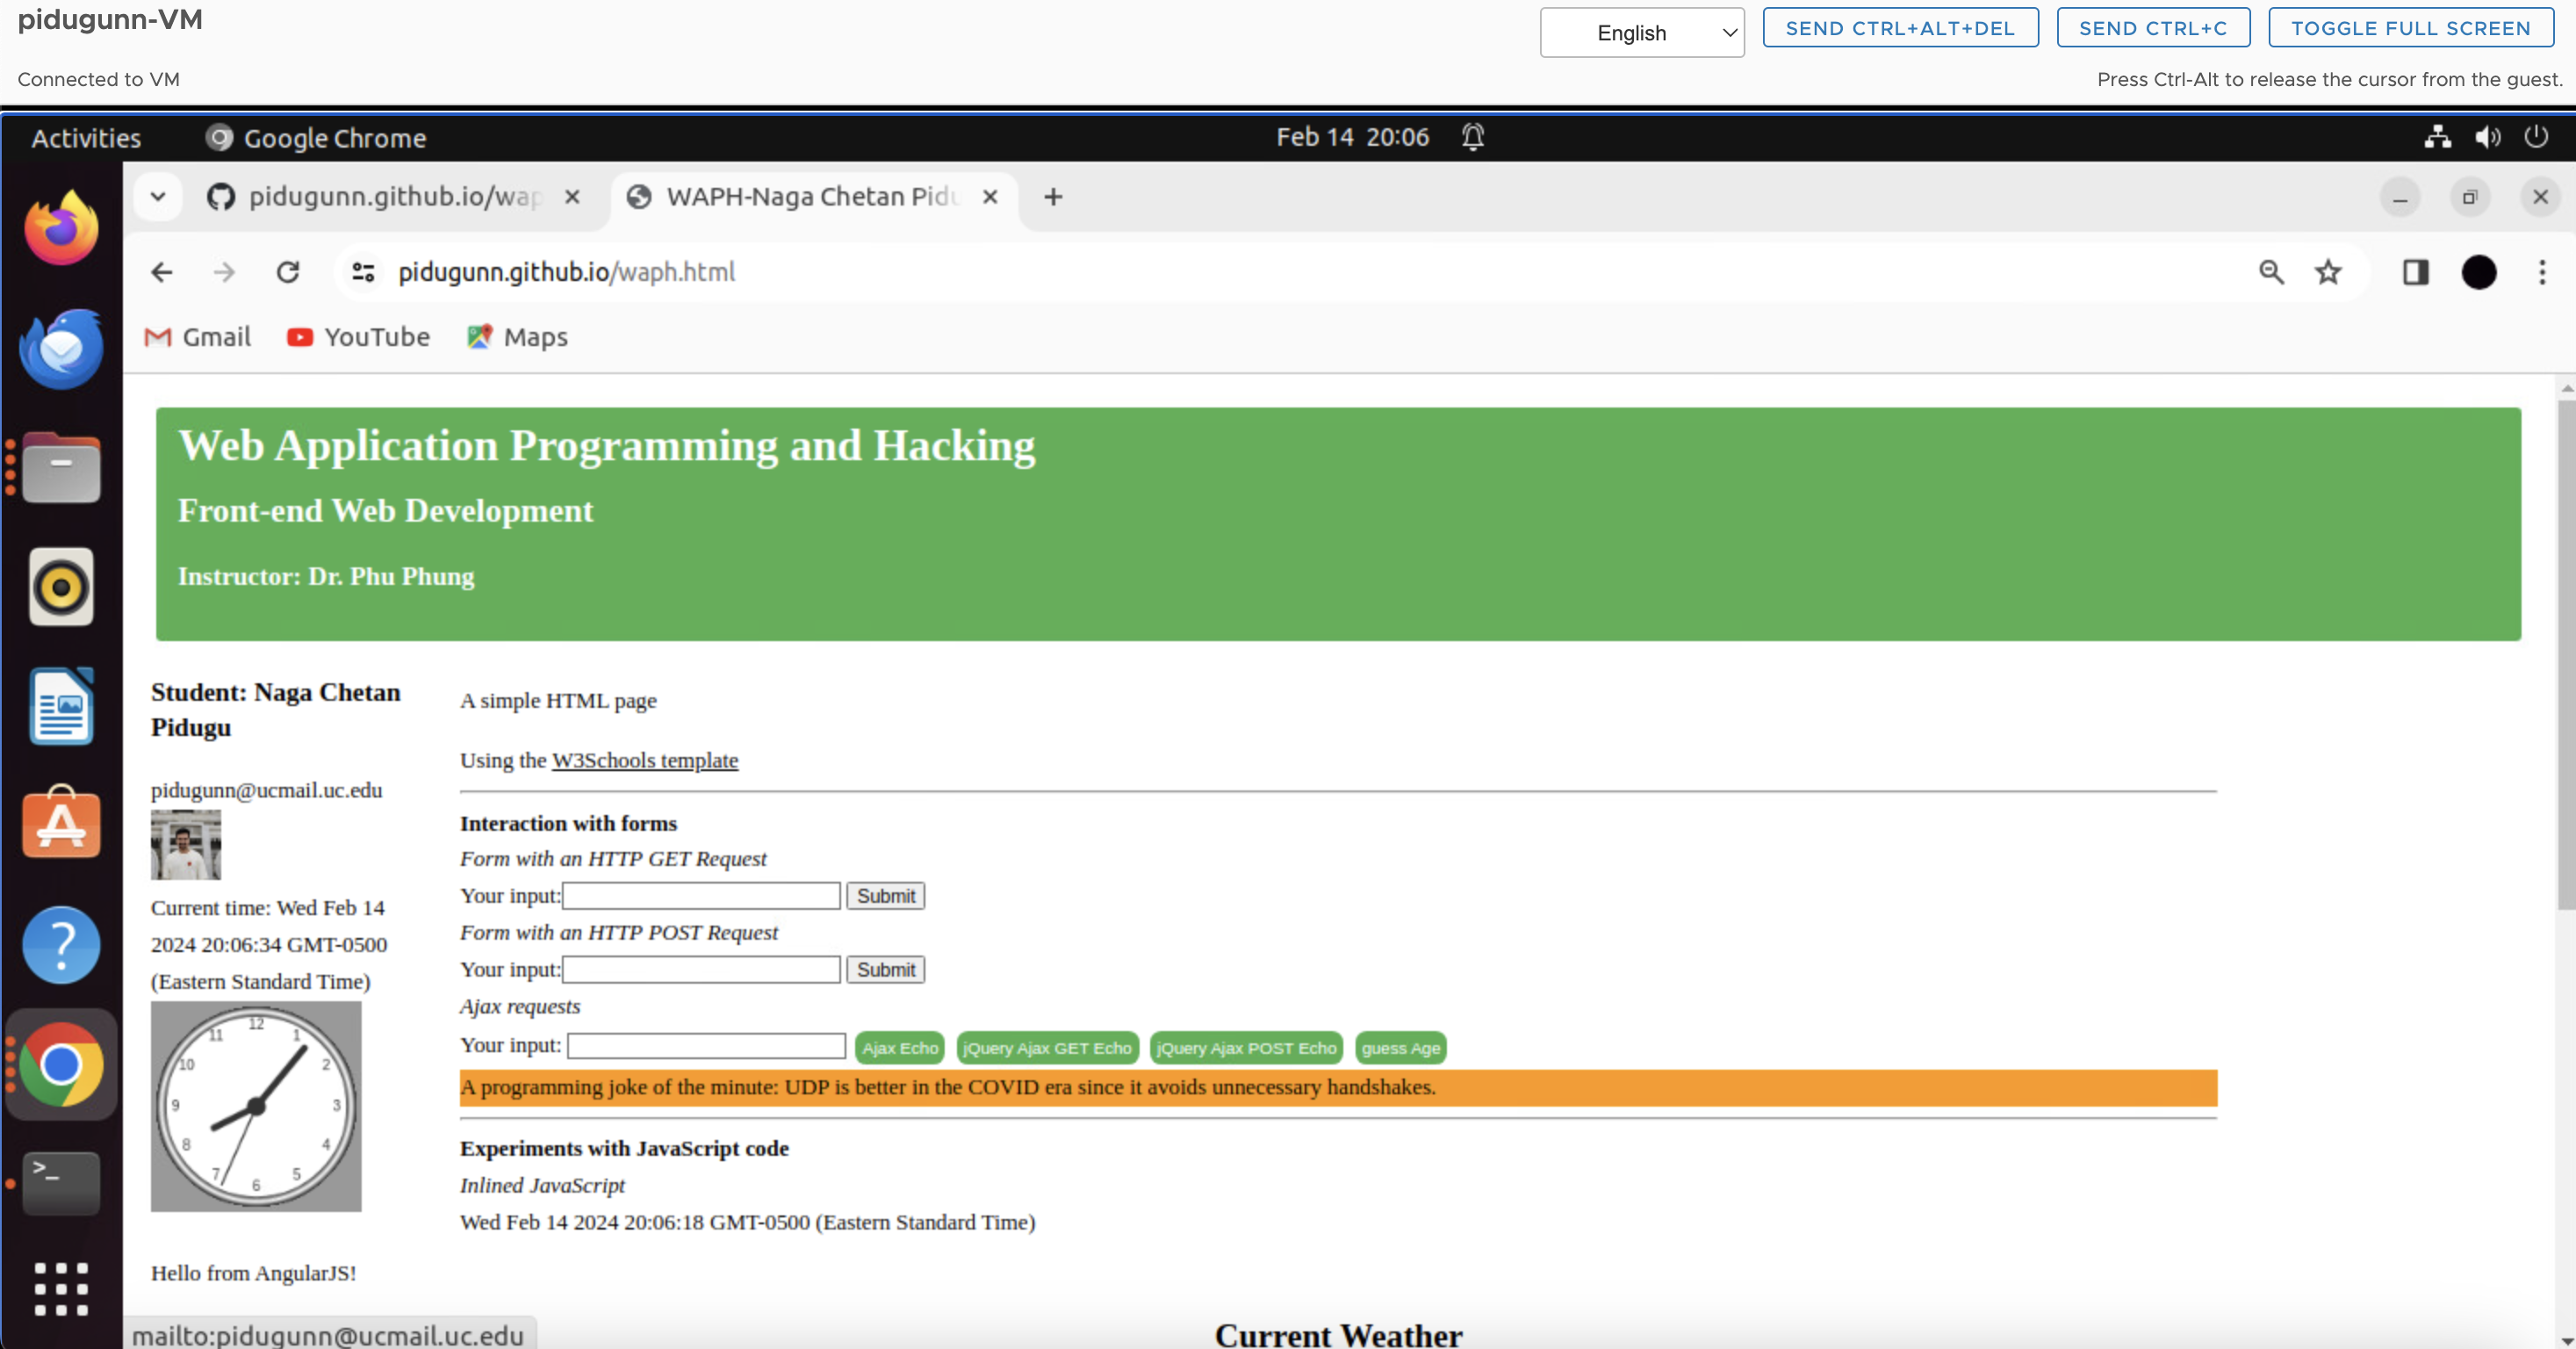 pidugunn-VM
English
SEND CTRL+ALT+DEL
SEND CTRL+C
TOGGLE FULL SCREEN
Connected to VM
Press Ctrl-Alt to release the cursor from the guest.
Activities
Google Chrome
Feb 14 20:06
pidugunn.github.io/wap
WAPH-Naga Chetan Pidu
pidugunn.github.io/waph.html
Gmail
YouTube
Maps
Web Application Programming and Hacking
Front-end Web Development
Instructor: Dr. Phu Phung
Student: Naga Chetan
Pidugu
pidugunn@ucmail.uc.edu
Current time: Wed Feb 14
2024 20:06:34 GMT-0500
(Eastern Standard Time)
12
1
2
3
4
5
6
7
8
9
10
11
Hello from AngularJS!
A simple HTML page
Using the W3Schools template
Interaction with forms
Form with an HTTP GET Request
Your input: Submit
Form with an HTTP POST Request
Your input: Submit
Ajax requests
Your input: Ajax Echo jQuery Ajax GET Echo jQuery Ajax POST Echo guess Age
A programming joke of the minute: UDP is better in the COVID era since it avoids unnecessary handshakes.
Experiments with JavaScript code
Inlined JavaScript
Wed Feb 14 2024 20:06:18 GMT-0500 (Eastern Standard Time)
Current Weather
mailto:pidugunn@ucmail.uc.edu